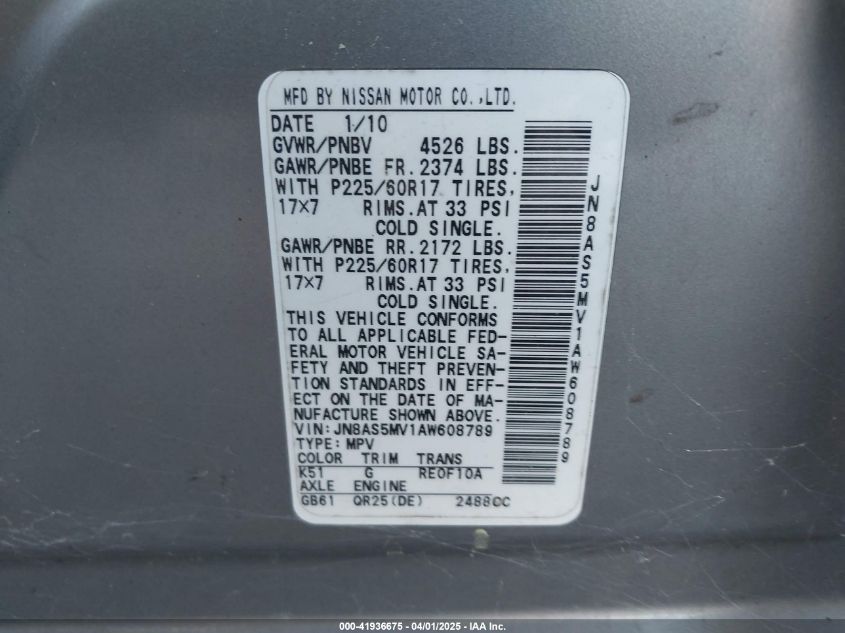 MFD BY NISSAN MOTOR CO.,LTD.
DATE 1/10
GVWR/PNBV 4526 LBS.
GAWR/PNBE FR. 2374 LBS.
WITH P225/60R17 TIRES,
17×7 RIMS. AT 33 PSI
COLD SINGLE.
GAWR/PNBE RR. 2172 LBS.
WITH P225/60R17 TIRES,
17×7 RIMS. AT 33 PSI
COLD SINGLE.
THIS VEHICLE CONFORMS
TO ALL APPLICABLE FED-
ERAL MOTOR VEHICLE SA-
FETY AND THEFT PREVEN-
TION STANDARDS IN EFF-
ECT ON THE DATE OF MA-
NUFACTURE SHOWN ABOVE.
VIN:JN8AS5MV1AW608789
TYPE: MPV
COLOR TRIM TRANS
K51 G RE0F10A
AXLE ENGINE
GB61 QR25(DE) 2488CC
JN8AS5MV1AW608789
000-41936675 - 04/01/2025 - IAA Inc.